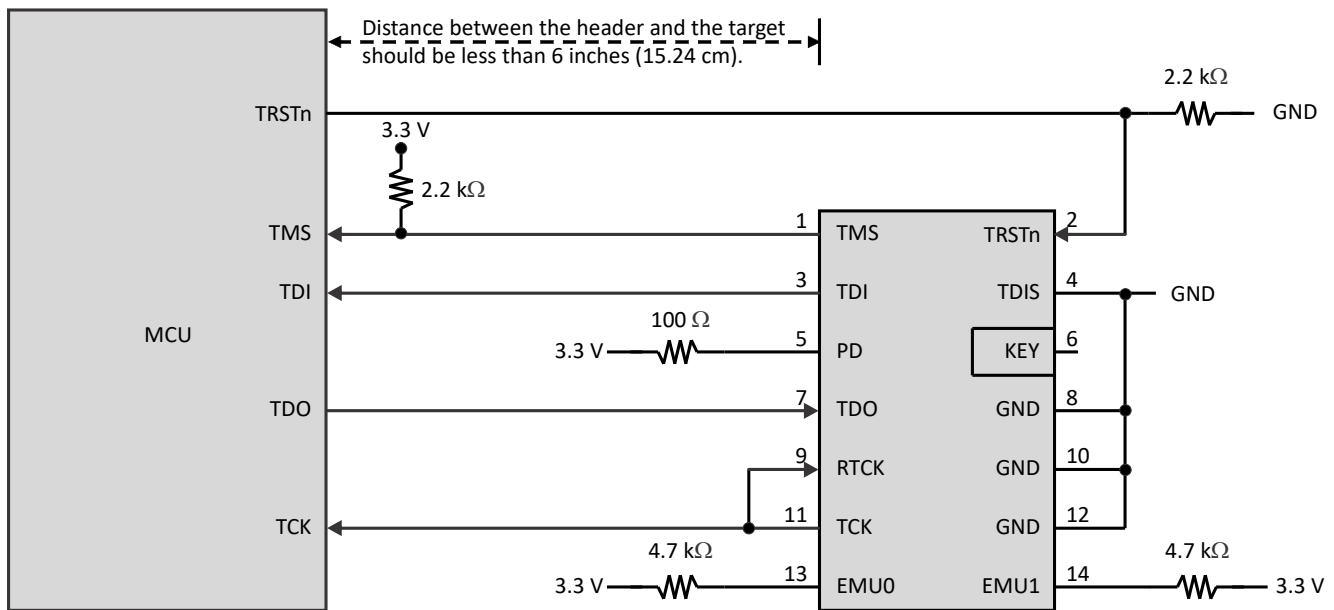 Distance between the header and the target
should be less than 6 inches (15.24 cm).
2.2 kΩ
TRSTn
GND
3.3 V
2.2 kΩ
TMS
1
TMS
TRSTn
2
TDI
3
TDI
TDIS
4
GND
MCU
100 Ω
3.3 V
5
PD
KEY
6
TDO
7
TDO
GND
8
9
RTCK
GND
10
TCK
11
TCK
GND
12
4.7 kΩ
3.3 V
13
EMU0
EMU1
14
4.7 kΩ
3.3 V